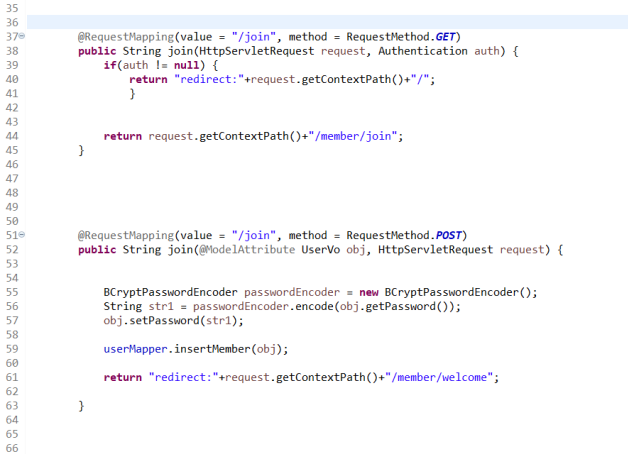 35
36
37 @RequestMapping(value = "/join", method = RequestMethod.GET)
38 public String join(HttpServletRequest request, Authentication auth) {
39 if(auth != null) {
40 return "redirect:"+request.getContextPath()+"/";
41 }
42
43
44 return request.getContextPath()+"/member/join";
45 }
46
47
48
49
50
51 @RequestMapping(value = "/join", method = RequestMethod.POST)
52 public String join(@ModelAttribute UserVo obj, HttpServletRequest request) {
53
54
55 BCryptPasswordEncoder passwordEncoder = new BCryptPasswordEncoder();
56 String str1 = passwordEncoder.encode(obj.getPassword());
57 obj.setPassword(str1);
58
59 userMapper.insertMember(obj);
60
61 return "redirect:"+request.getContextPath()+"/member/welcome";
62
63 }
64
65
66